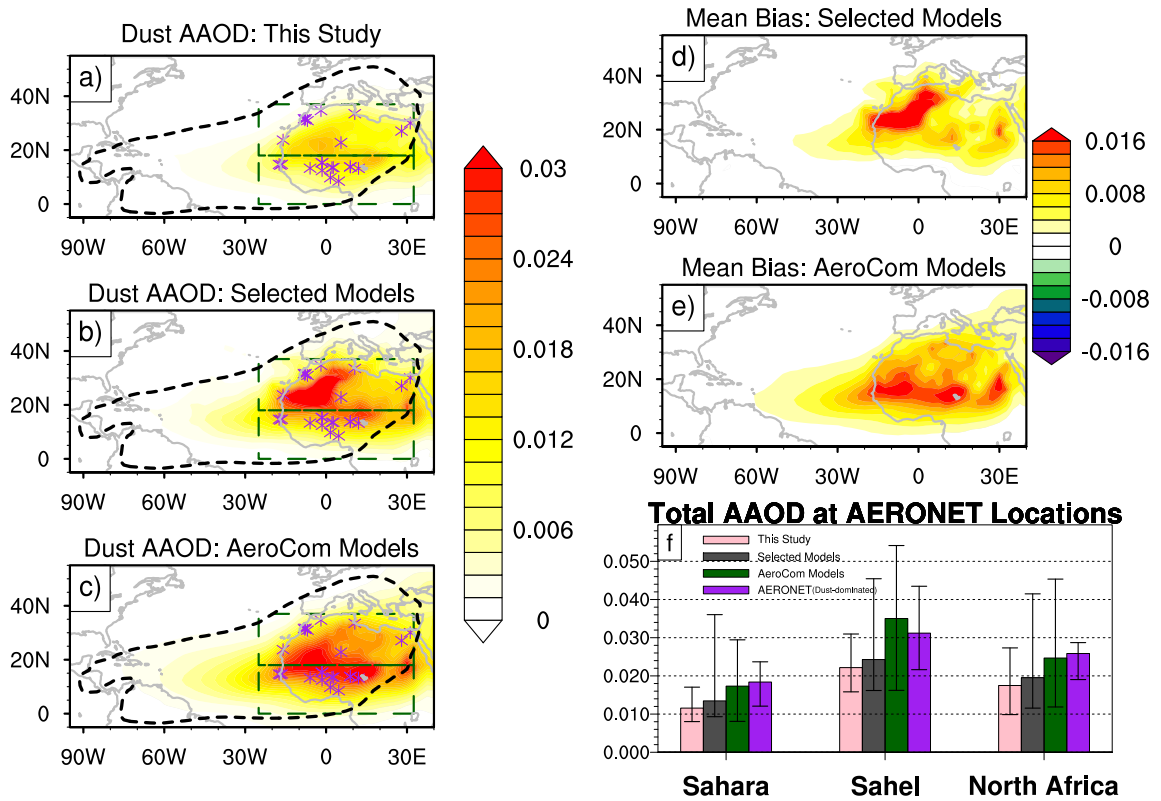 Dust AAOD: This Study
a)
40N
20N
0
90W 60W 30W 0 30E
Dust AAOD: Selected Models
b)
40N
20N
0
90W 60W 30W 0 30E
Dust AAOD: AeroCom Models
c)
40N
20N
0
90W 60W 30W 0 30E
0.03
0.024
0.018
0.012
0.006
0
Mean Bias: Selected Models
d)
40N
20N
0
90W 60W 30W 0 30E
Mean Bias: AeroCom Models
e)
40N
20N
0
90W 60W 30W 0 30E
0.016
0.008
0
-0.008
-0.016
Total AAOD at AERONET Locations
f
This Study
Selected Models
AeroCom Models
AERONET(Dust-dominated)
0.050
0.040
0.030
0.020
0.010
0.000
Sahara Sahel North Africa